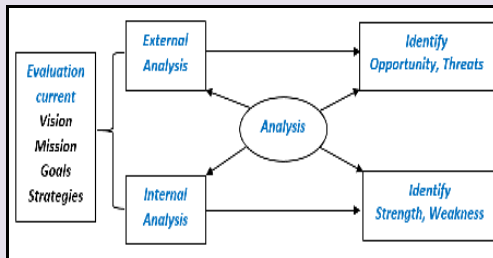 Evaluation
current
Vision
Mission
Goals
Strategies
External
Analysis
Identify
Opportunity, Threats
Analysis
Internal
Analysis
Identify
Strength, Weakness